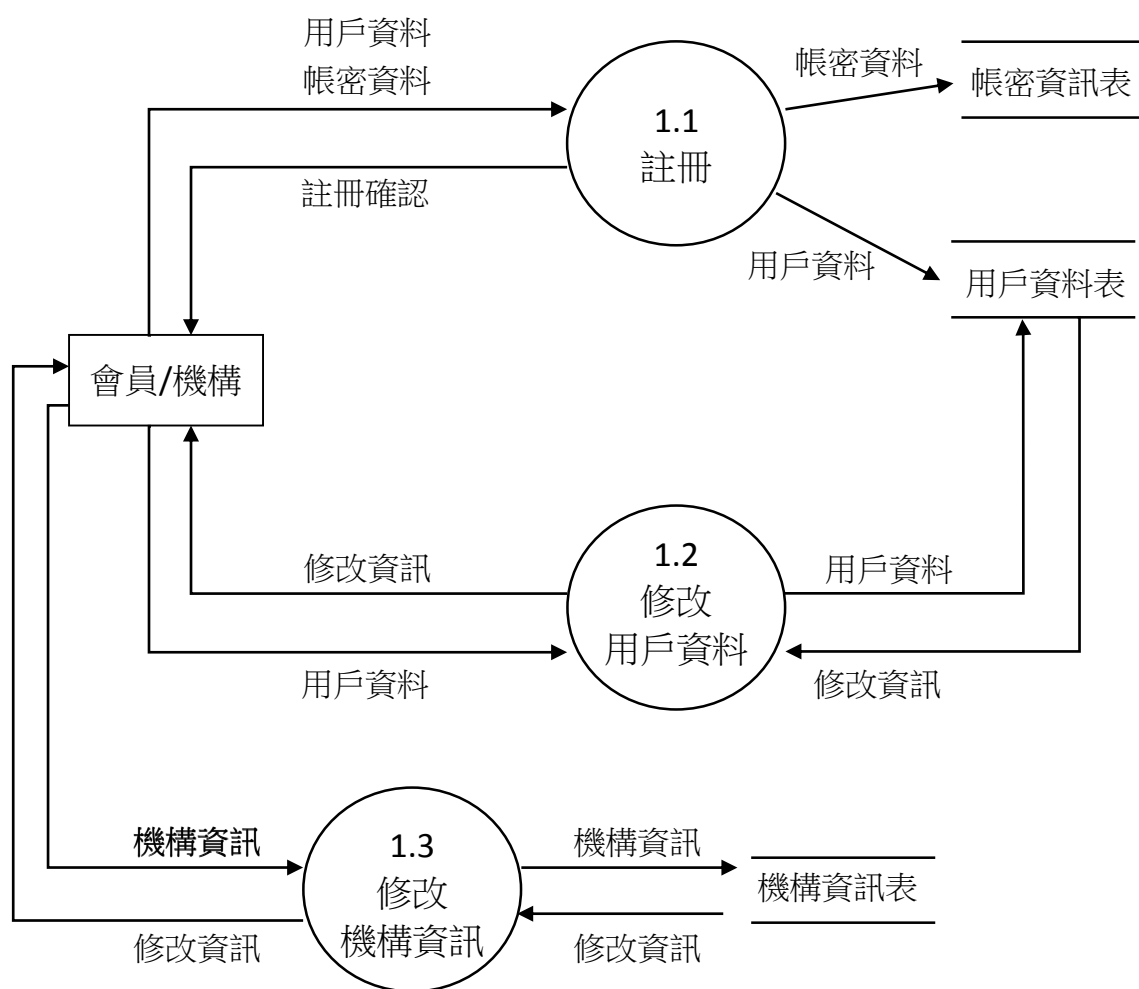 用戶資料
帳密資料
帳密資料
帳密資訊表
1.1
註冊
註冊確認
用戶資料
用戶資料表
會員/機構
修改資訊
1.2
修改
用戶資料
用戶資料
用戶資料
修改資訊
機構資訊
1.3
修改
機構資訊
機構資訊
機構資訊表
修改資訊
修改資訊